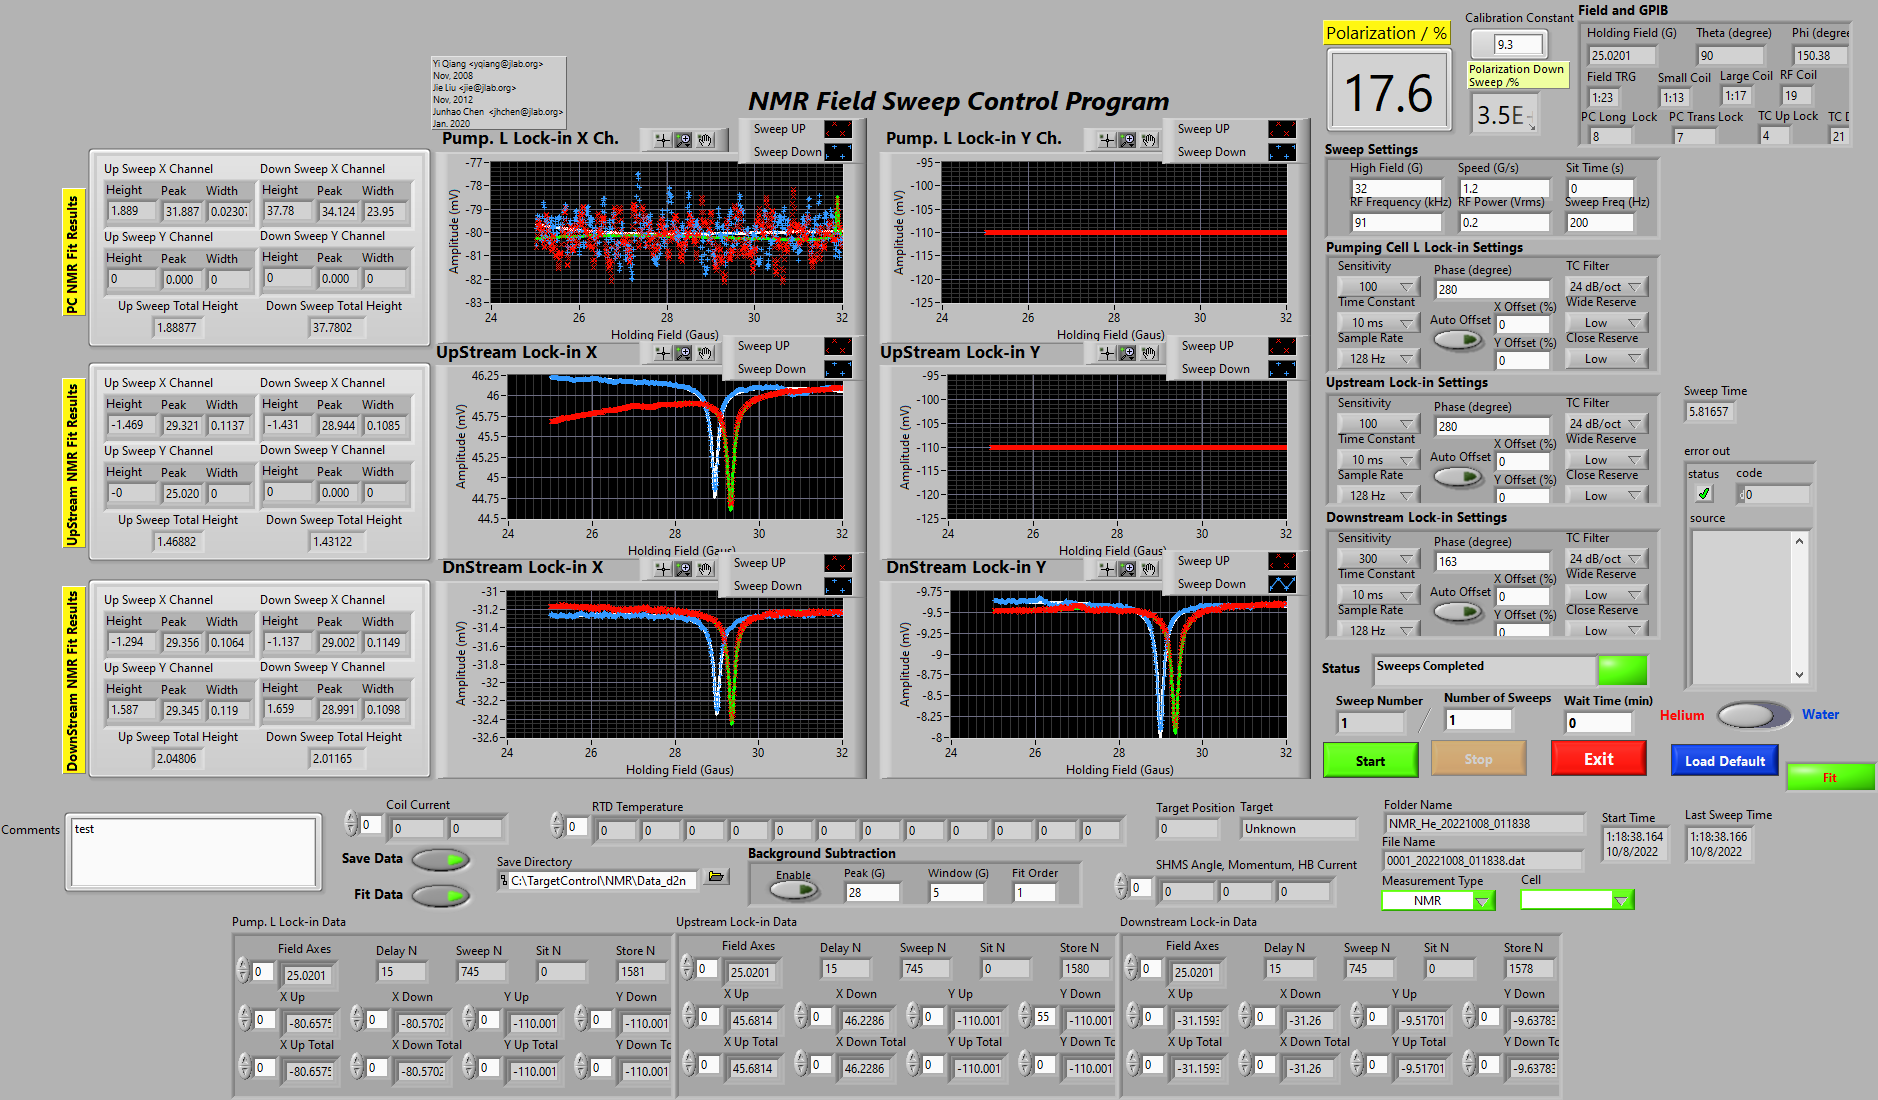 NMR Field Sweep Control Program
Yi Qiang <yqiang@jlab.org>
Nov, 2008
Jie Liu <jie@jlab.org>
Nov, 2012
Junhao Chen <jhchen@jlab.org>
Jan. 2020
Polarization / %
17.6
Calibration Constant
9.3
Polarization Down
Sweep /%
3.5E-
Field and GPIB
Holding Field (G) Theta (degree) Phi (degree
25.0201 90 150.38
Field TRG Small Coil Large Coil RF Coil
1:23 1:13 1:17 19
PC Long Lock PC Trans Lock TC Up Lock TC D
8 7 4 21
PC NMR Fit Results
Up Sweep X Channel Down Sweep X Channel
Height Peak Width Height Peak Width
1.889 31.887 0.02307 37.78 34.124 23.95
Up Sweep Y Channel Down Sweep Y Channel
Height Peak Width Height Peak Width
0 0.000 0 0 0.000 0
Up Sweep Total Height Down Sweep Total Height
1.88877 37.7802
Pump. L Lock-in X Ch.
Sweep UP
Sweep Down
Amplitude (mV)
-77
-78
-79
-80
-81
-82
-83
24 26 28 30 32
Holding Field (Gaus)
Pump. L Lock-in Y Ch.
Sweep UP
Sweep Down
Amplitude (mV)
-95
-100
-105
-110
-115
-120
-125
24 26 28 30 32
Holding Field (Gaus)
UpStream NMR Fit Results
Up Sweep X Channel Down Sweep X Channel
Height Peak Width Height Peak Width
-1.469 29.321 0.1137 -1.431 28.944 0.1085
Up Sweep Y Channel Down Sweep Y Channel
Height Peak Width Height Peak Width
-0 25.020 0 0 0.000 0
Up Sweep Total Height Down Sweep Total Height
1.46882 1.43122
UpStream Lock-in X
Sweep UP
Sweep Down
Amplitude (mV)
46.25
46
45.75
45.5
45.25
45
44.75
44.5
24 26 28 30 32
Holding Field (Gaus)
UpStream Lock-in Y
Sweep UP
Sweep Down
Amplitude (mV)
-95
-100
-105
-110
-115
-120
-125
24 26 28 30 32
Holding Field (Gaus)
DownStream NMR Fit Results
Up Sweep X Channel Down Sweep X Channel
Height Peak Width Height Peak Width
-1.294 29.356 0.1064 -1.137 29.002 0.1149
Up Sweep Y Channel Down Sweep Y Channel
Height Peak Width Height Peak Width
1.587 29.345 0.119 1.659 28.991 0.1098
Up Sweep Total Height Down Sweep Total Height
2.04806 2.01165
DnStream Lock-in X
Sweep UP
Sweep Down
Amplitude (mV)
-31
-31.2
-31.4
-31.6
-31.8
-32
-32.2
-32.4
-32.6
24 26 28 30 32
Holding Field (Gaus)
DnStream Lock-in Y
Sweep UP
Sweep Down
Amplitude (mV)
-9.75
-9.5
-9.25
-9
-8.75
-8.5
-8.25
-8
24 26 28 30 32
Holding Field (Gaus)
Sweep Settings
High Field (G) Speed (G/s) Sit Time (s)
32 1.2 0
RF Frequency (kHz) RF Power (Vrms) Sweep Freq (Hz)
91 0.2 200
Pumping Cell L Lock-in Settings
Sensitivity Phase (degree) TC Filter
100 280 24 dB/oct
Time Constant X Offset (%) Wide Reserve
10 ms Auto Offset 0 Low
Sample Rate Y Offset (%) Close Reserve
128 Hz 0 Low
Upstream Lock-in Settings
Sensitivity Phase (degree) TC Filter
100 280 24 dB/oct
Time Constant X Offset (%) Wide Reserve
10 ms Auto Offset 0 Low
Sample Rate Y Offset (%) Close Reserve
128 Hz 0 Low
Downstream Lock-in Settings
Sensitivity Phase (degree) TC Filter
300 163 24 dB/oct
Time Constant X Offset (%) Wide Reserve
10 ms Auto Offset 0 Low
Sample Rate Y Offset (%) Close Reserve
128 Hz 0 Low
Sweep Time
5.81657
error out
status code
0
source
Status Sweeps Completed
Sweep Number Number of Sweeps Wait Time (min)
1 / 1 0
Helium Water
Start Stop Exit Load Default Fit
Comments test
Coil Current
0 0 0
Save Data
Fit Data
RTD Temperature
0 0 0 0 0 0 0 0 0 0 0 0 0
Save Directory
C:\TargetControl\NMR\Data_d2n
Background Subtraction
Enable Peak (G) Window (G) Fit Order
28 5 1
Target Position Target
0 Unknown
SHMS Angle, Momentum, HB Current
0 0 0 0
Folder Name
NMR_He_20221008_011838
File Name
0001_20221008_011838.dat
Measurement Type Cell
NMR
Start Time
1:18:38.164
10/8/2022
Last Sweep Time
1:18:38.166
10/8/2022
Pump. L Lock-in Data
Field Axes Delay N Sweep N Sit N Store N
0 25.0201 15 745 0 1581
X Up X Down Y Up Y Down
0 -80.6575 0 -80.5702 0 -110.001 0 -110.001
X Up Total X Down Total Y Up Total Y Down To
0 -80.6575 0 -80.5702 0 -110.001 0 -110.001
Upstream Lock-in Data
Field Axes Delay N Sweep N Sit N Store N
0 25.0201 15 745 0 1580
X Up X Down Y Up Y Down
0 45.6814 0 46.2286 0 -110.001 55 -110.001
X Up Total X Down Total Y Up Total Y Down To
0 45.6814 0 46.2286 0 -110.001 0 -110.001
Downstream Lock-in Data
Field Axes Delay N Sweep N Sit N Store N
0 25.0201 15 745 0 1578
X Up X Down Y Up Y Down
0 -31.1593 0 -31.26 0 -9.51701 0 -9.63783
X Up Total X Down Total Y Up Total Y Down To
0 -31.1593 0 -31.26 0 -9.51701 0 -9.63783